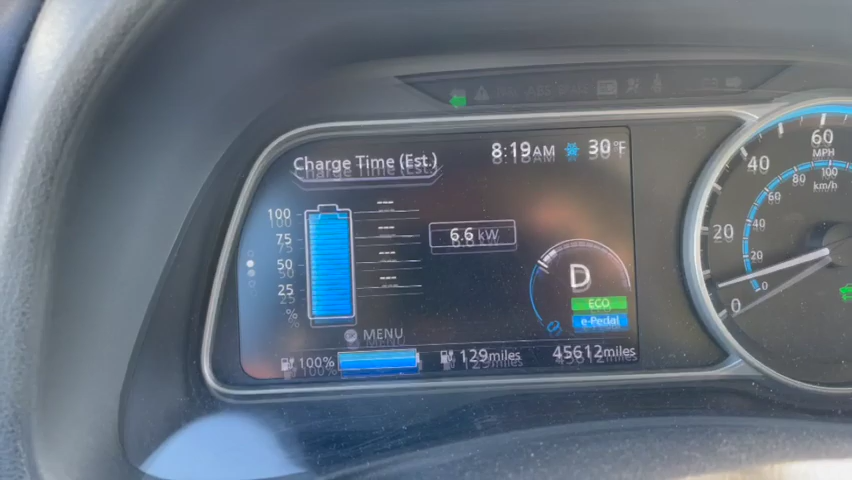 ABS
Charge Time (Est.)
8:19AM
30°F
100
75
50
25
%
6.6 kW
D
ECO
e-Pedal
MENU
100%
129miles
45612miles
60
MPH
40
20
0
100
80
60
40
20
0
km/h